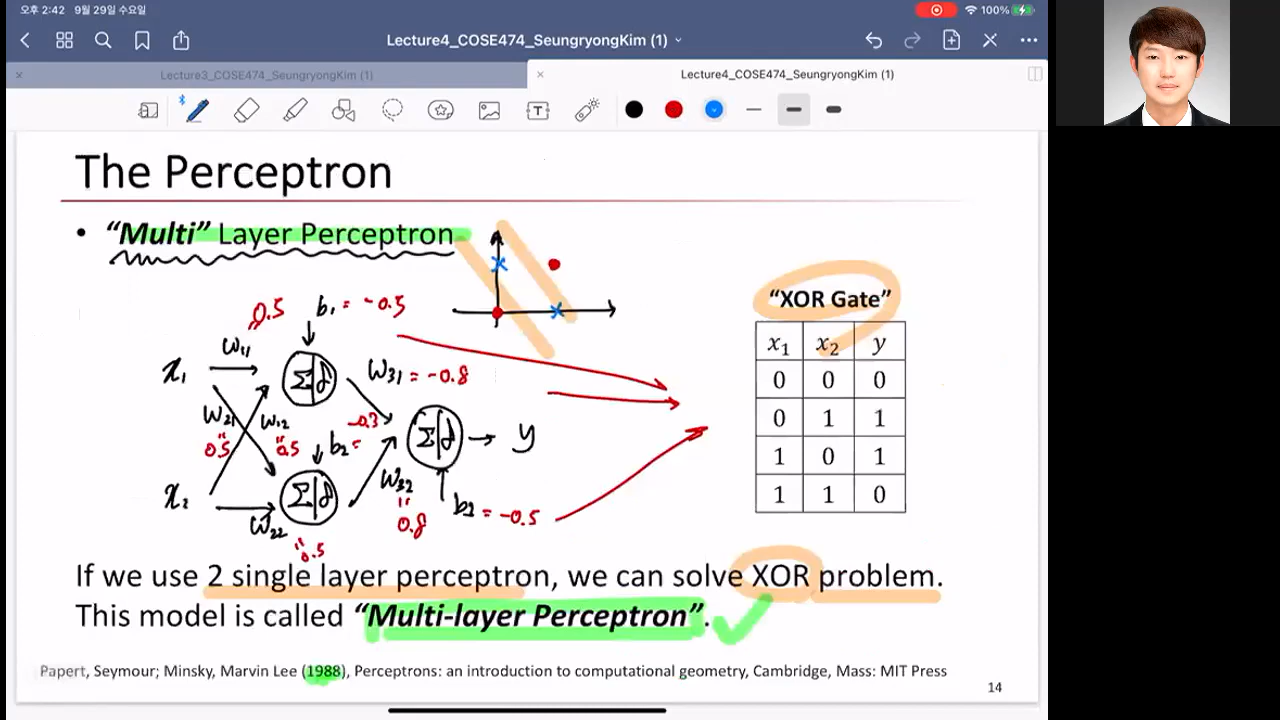 오후 2:42 9월 29일 수요일
100%
Lecture4_COSE474_SeungryongKim (1)
Lecture3_COSE474_SeungryongKim (1)
Lecture4_COSE474_SeungryongKim (1)
The Perceptron
• “Multi” Layer Perceptron
0.5 b₁ = -0.5
w₁₁
x₁ Σ|δ w₃₁ = -0.8
w₂₁ w₁₂ -0.3
0.5 0.5 b₂ = Σ|δ → y
x₂ Σ|δ w₃₂
w₂₂ b₃ = -0.5
0.8
0.5
“XOR Gate”
x₁ x₂ y
0 0 0
0 1 1
1 0 1
1 1 0
If we use 2 single layer perceptron, we can solve XOR problem.
This model is called “Multi-layer Perceptron”.
Papert, Seymour; Minsky, Marvin Lee (1988), Perceptrons: an introduction to computational geometry, Cambridge, Mass: MIT Press
14